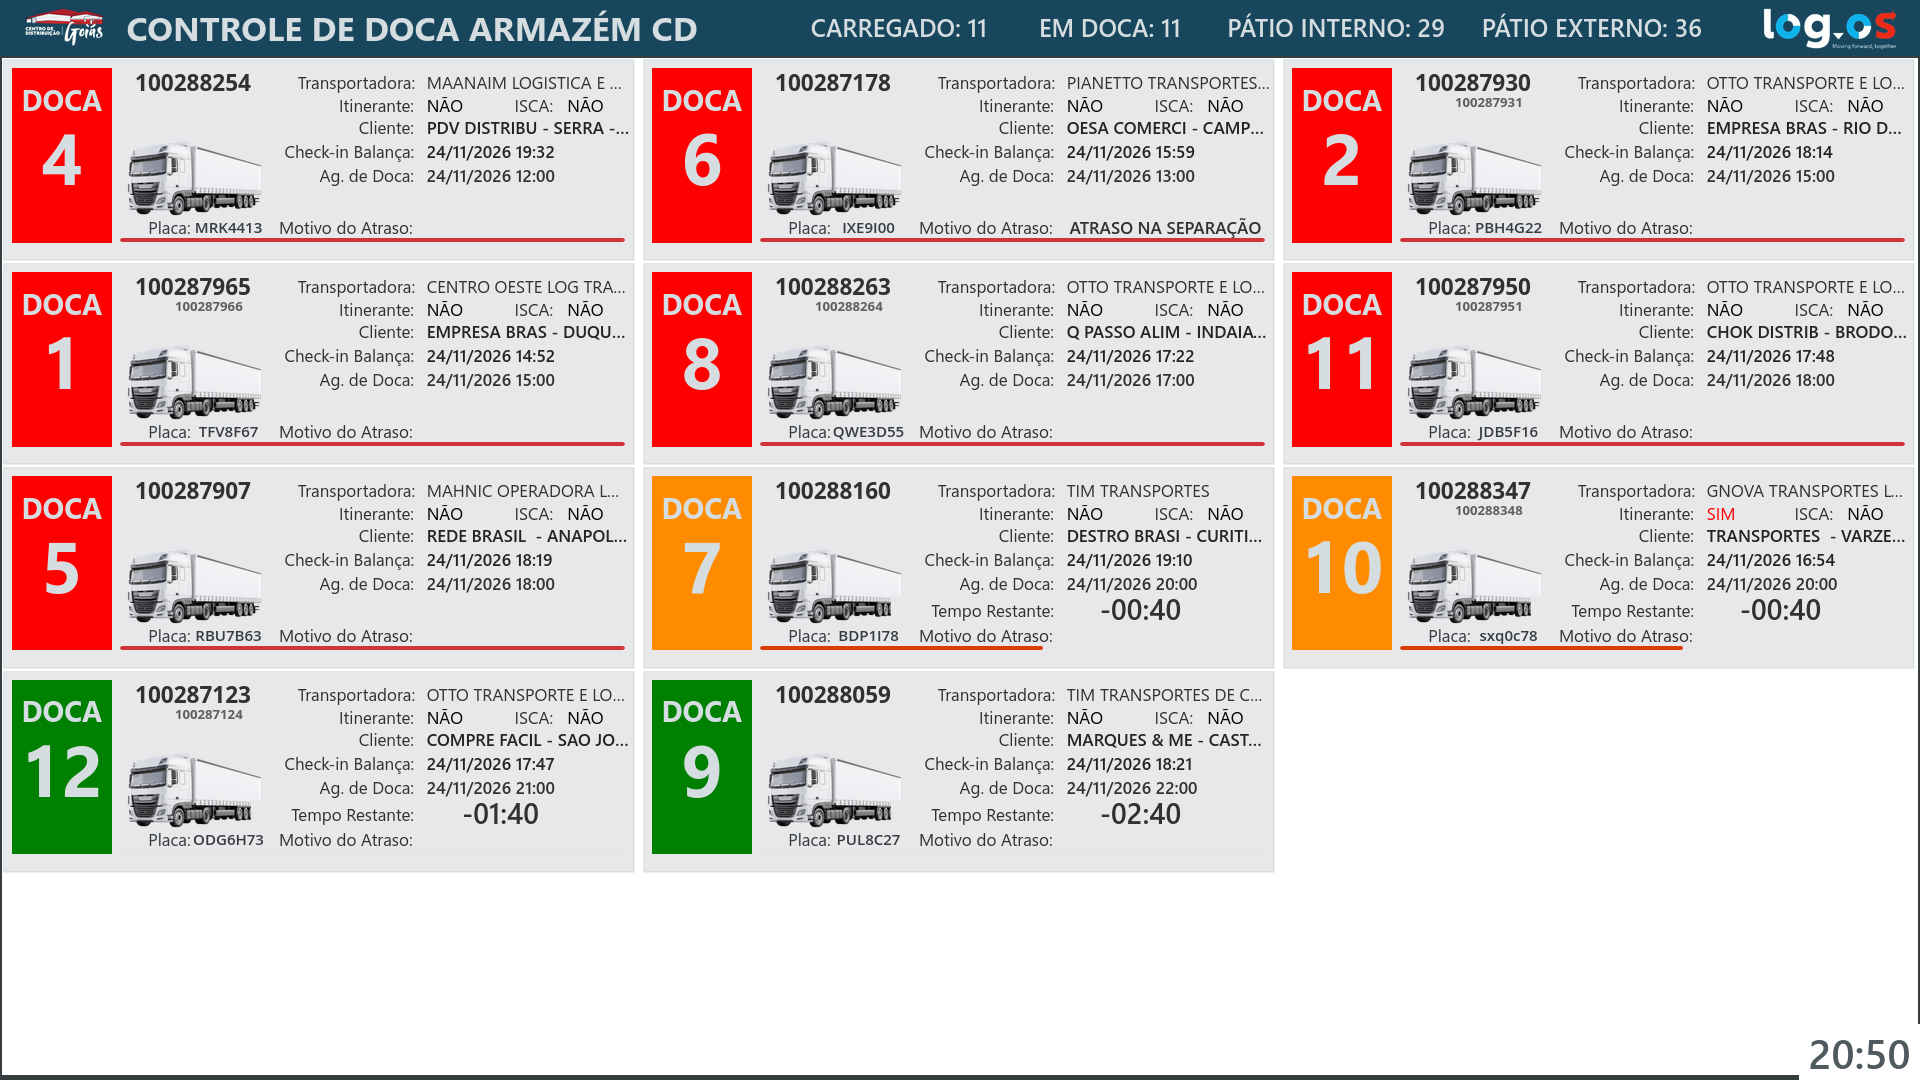 CENTRO DE DISTRIBUIÇÃO Goiás
CONTROLE DE DOCA ARMAZÉM CD
CARREGADO: 11
EM DOCA: 11
PÁTIO INTERNO: 29
PÁTIO EXTERNO: 36
log.os
Moving forward, together
DOCA
4
100288254
Transportadora: MAANAIM LOGISTICA E ...
Itinerante: NÃO ISCA: NÃO
Cliente: PDV DISTRIBU - SERRA -...
Check-in Balança: 24/11/2026 19:32
Ag. de Doca: 24/11/2026 12:00
Placa: MRK4413 Motivo do Atraso:
DOCA
6
100287178
Transportadora: PIANETTO TRANSPORTES...
Itinerante: NÃO ISCA: NÃO
Cliente: OESA COMERCI - CAMP...
Check-in Balança: 24/11/2026 15:59
Ag. de Doca: 24/11/2026 13:00
Placa: IXE9I00 Motivo do Atraso: ATRASO NA SEPARAÇÃO
DOCA
2
100287930
100287931
Transportadora: OTTO TRANSPORTE E LO...
Itinerante: NÃO ISCA: NÃO
Cliente: EMPRESA BRAS - RIO D...
Check-in Balança: 24/11/2026 18:14
Ag. de Doca: 24/11/2026 15:00
Placa: PBH4G22 Motivo do Atraso:
DOCA
1
100287965
100287966
Transportadora: CENTRO OESTE LOG TRA...
Itinerante: NÃO ISCA: NÃO
Cliente: EMPRESA BRAS - DUQU...
Check-in Balança: 24/11/2026 14:52
Ag. de Doca: 24/11/2026 15:00
Placa: TFV8F67 Motivo do Atraso:
DOCA
8
100288263
100288264
Transportadora: OTTO TRANSPORTE E LO...
Itinerante: NÃO ISCA: NÃO
Cliente: Q PASSO ALIM - INDAIA...
Check-in Balança: 24/11/2026 17:22
Ag. de Doca: 24/11/2026 17:00
Placa: QWE3D55 Motivo do Atraso:
DOCA
11
100287950
100287951
Transportadora: OTTO TRANSPORTE E LO...
Itinerante: NÃO ISCA: NÃO
Cliente: CHOK DISTRIB - BRODO...
Check-in Balança: 24/11/2026 17:48
Ag. de Doca: 24/11/2026 18:00
Placa: JDB5F16 Motivo do Atraso:
DOCA
5
100287907
Transportadora: MAHNIC OPERADORA L...
Itinerante: NÃO ISCA: NÃO
Cliente: REDE BRASIL - ANAPOL...
Check-in Balança: 24/11/2026 18:19
Ag. de Doca: 24/11/2026 18:00
Placa: RBU7B63 Motivo do Atraso:
DOCA
7
100288160
Transportadora: TIM TRANSPORTES
Itinerante: NÃO ISCA: NÃO
Cliente: DESTRO BRASI - CURITI...
Check-in Balança: 24/11/2026 19:10
Ag. de Doca: 24/11/2026 20:00
Tempo Restante: -00:40
Placa: BDP1I78 Motivo do Atraso:
DOCA
10
100288347
100288348
Transportadora: GNOVA TRANSPORTES L...
Itinerante: SIM ISCA: NÃO
Cliente: TRANSPORTES - VARZE...
Check-in Balança: 24/11/2026 16:54
Ag. de Doca: 24/11/2026 20:00
Tempo Restante: -00:40
Placa: sxq0c78 Motivo do Atraso:
DOCA
12
100287123
100287124
Transportadora: OTTO TRANSPORTE E LO...
Itinerante: NÃO ISCA: NÃO
Cliente: COMPRE FACIL - SAO JO...
Check-in Balança: 24/11/2026 17:47
Ag. de Doca: 24/11/2026 21:00
Tempo Restante: -01:40
Placa: ODG6H73 Motivo do Atraso:
DOCA
9
100288059
Transportadora: TIM TRANSPORTES DE C...
Itinerante: NÃO ISCA: NÃO
Cliente: MARQUES & ME - CAST...
Check-in Balança: 24/11/2026 18:21
Ag. de Doca: 24/11/2026 22:00
Tempo Restante: -02:40
Placa: PUL8C27 Motivo do Atraso:
20:50